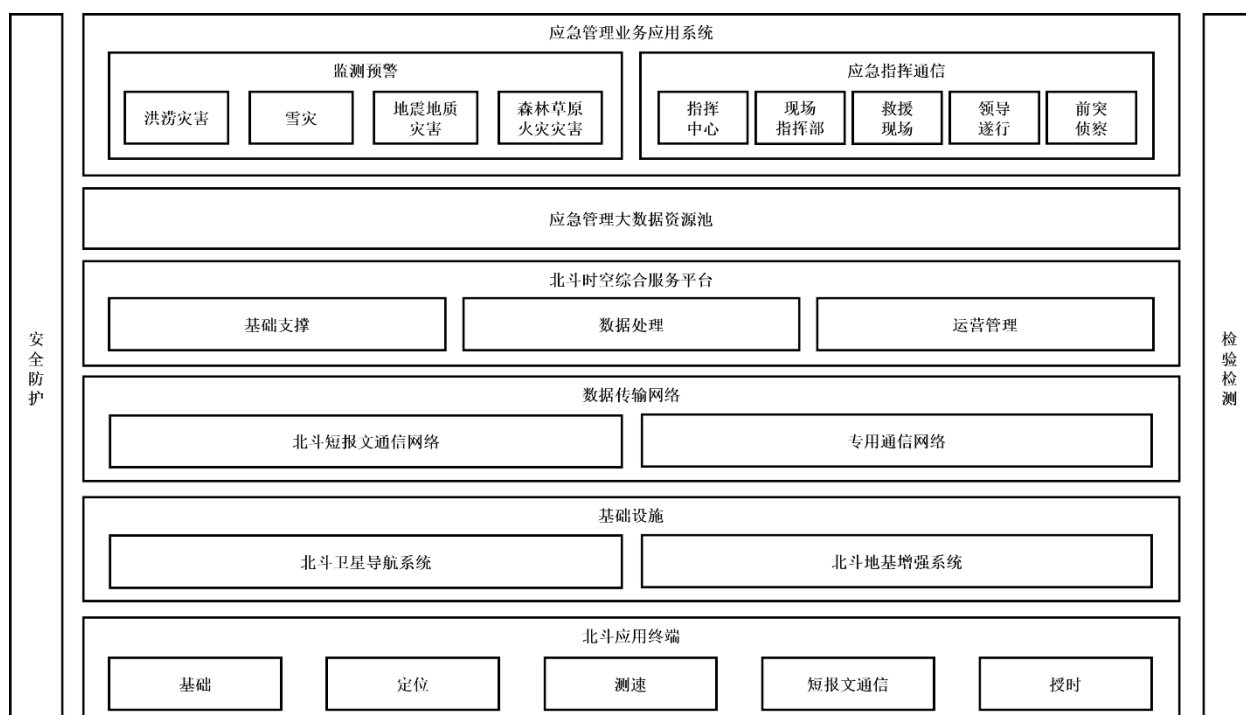 应急管理业务应用系统
监测预警
应急指挥通信
洪涝灾害
雪灾
地震地质
灾害
森林草原
火灾灾害
指挥
中心
现场
指挥部
救援
现场
领导
遂行
前突
侦察
应急管理大数据资源池
北斗时空综合服务平台
基础支撑
数据处理
运营管理
安全防护
检验检测
数据传输网络
北斗短报文通信网络
专用通信网络
基础设施
北斗卫星导航系统
北斗地基增强系统
北斗应用终端
基础
定位
测速
短报文通信
授时